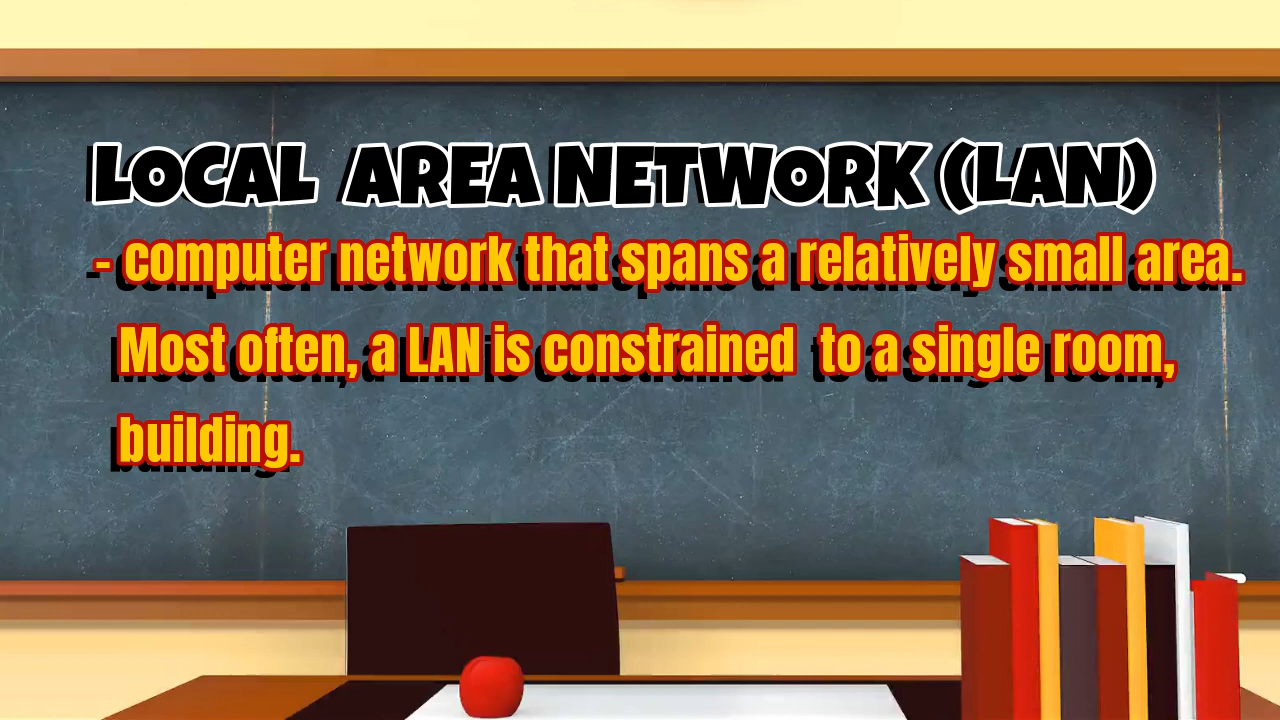 LOCAL AREA NETWORK (LAN)
- computer network that spans a relatively small area.
Most often, a LAN is constrained to a single room,
building.